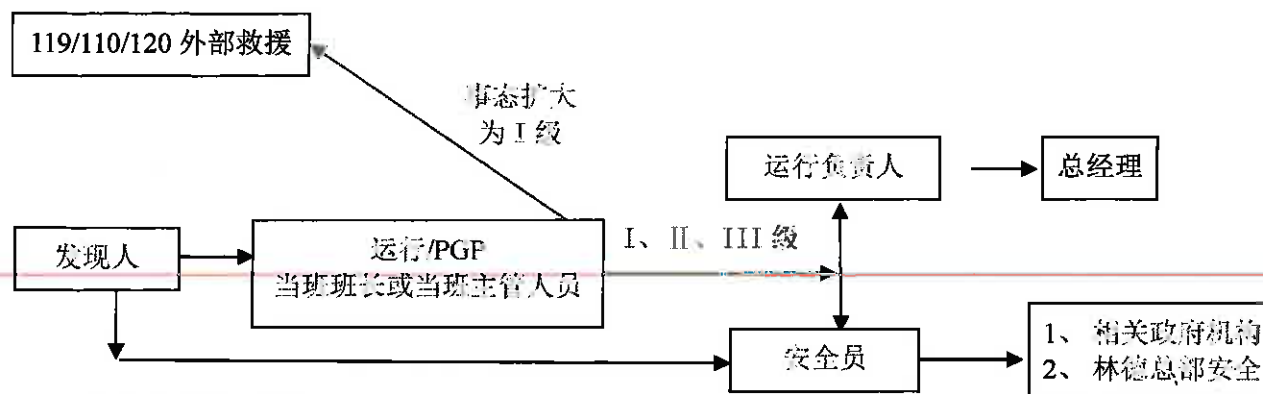 119/110/120 外部救援
事态扩大
为 I 级
运行负责人
总经理
发现人
运行/PGP
当班班长或当班主管人员
I、II、III 级
安全员
1、 相关政府机构
2、 林德总部安全